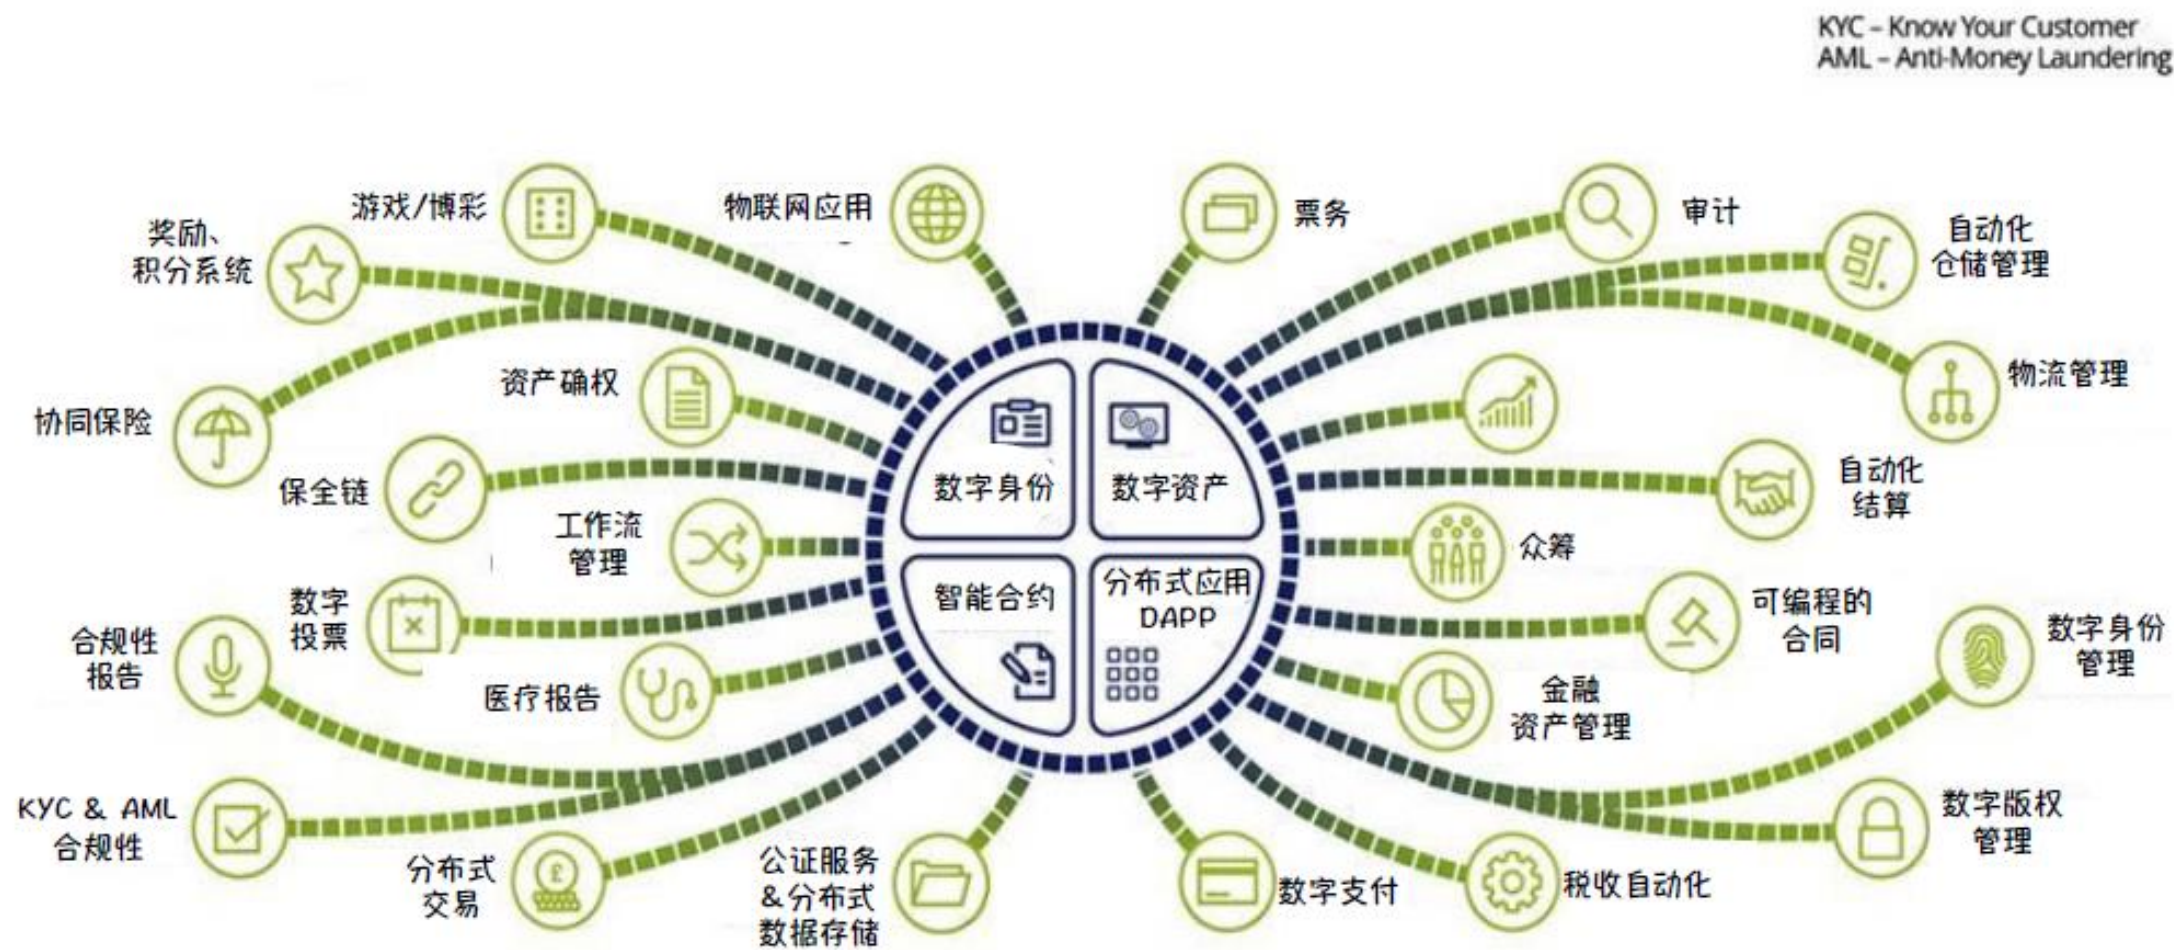 KYC – Know Your Customer
AML – Anti-Money Laundering
游戏/博彩
物联网应用
票务
审计
奖励、
积分系统
自动化
仓储管理
资产确权
物流管理
协同保险
保全链
数字身份
数字资产
自动化
结算
工作流
管理
众筹
数字
投票
智能合约
分布式应用
DAPP
可编程的
合同
合规性
报告
数字身份
管理
医疗报告
金融
资产管理
KYC & AML
合规性
数字版权
管理
分布式
交易
£
公证服务
&分布式
数据存储
数字支付
税收自动化